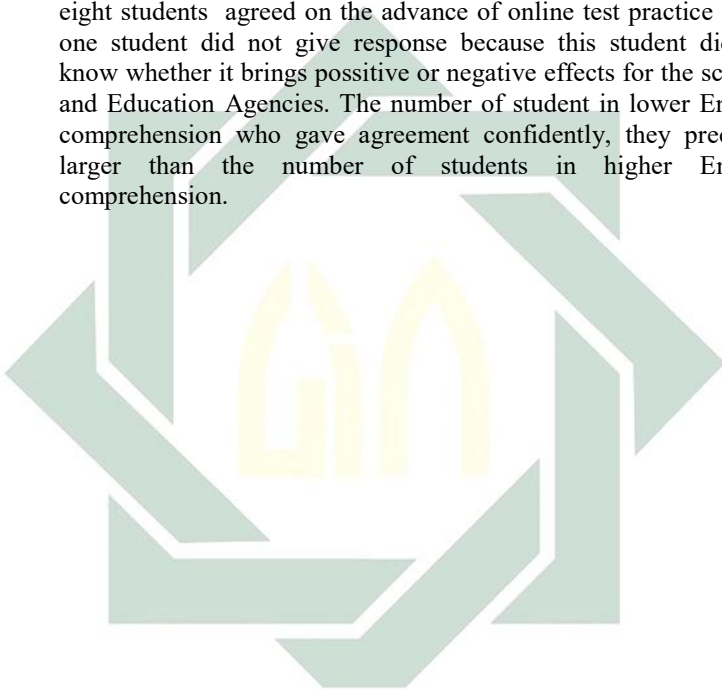 eight students agreed on the advance of online test practice
one student did not give response because this student
know whether it brings possitive or negative effects for the
and Education Agencies. The number of student in lower
comprehension who gave agreement confidently, they
larger than the number of students in higher
comprehension.